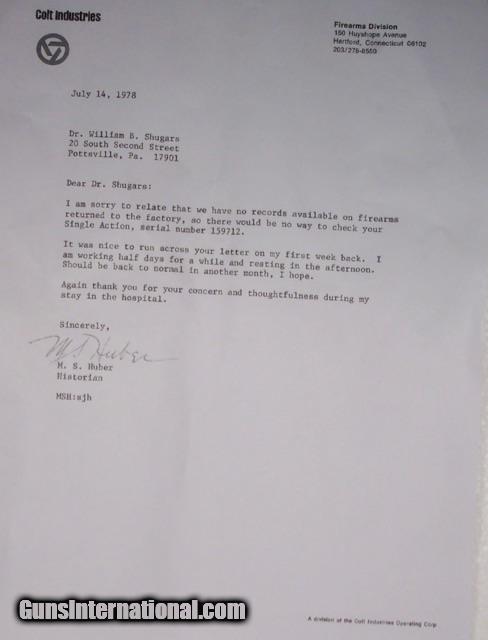 Colt Industries
Firearms Division
150 Huyshope Avenue
Hartford, Connecticut 06102
203/278-8550
July 14, 1978
Dr. William B. Shugars
20 South Second Street
Pottsville, Pa. 17901
Dear Dr. Shugars:
I am sorry to relate that we have no records available on firearms
returned to the factory, so there would be no way to check your
Single Action, serial number 159712.
It was nice to run across your letter on my first week back. I
am working half days for a while and resting in the afternoon.
Should be back to normal in another month, I hope.
Again thank you for your concern and thoughtfulness during my
stay in the hospital.
Sincerely,
M S Huber
M. S. Huber
Historian
MSH:sjh
GunsInternational.com
A division of the Colt Industries Operating Corp